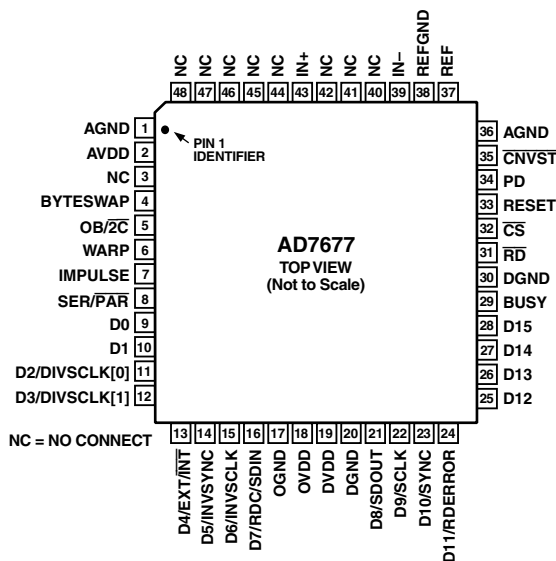 NC NC NC NC NC IN+ NC NC NC IN– REFGND REF
48 47 46 45 44 43 42 41 40 39 38 37
AGND 1
AVDD 2
NC 3
BYTESWAP 4
OB/2C 5
WARP 6
IMPULSE 7
SER/PAR 8
D0 9
D1 10
D2/DIVSCLK[0] 11
D3/DIVSCLK[1] 12
PIN 1
IDENTIFIER
AD7677
TOP VIEW
(Not to Scale)
36 AGND
35 CNVST
34 PD
33 RESET
32 CS
31 RD
30 DGND
29 BUSY
28 D15
27 D14
26 D13
25 D12
NC = NO CONNECT
13 14 15 16 17 18 19 20 21 22 23 24
D4/EXT/INT D5/INVSYNC D6/INVSCLK D7/RDC/SDIN OGND OVDD DVDD DGND D8/SDOUT D9/SCLK D10/SYNC D11/RDERROR